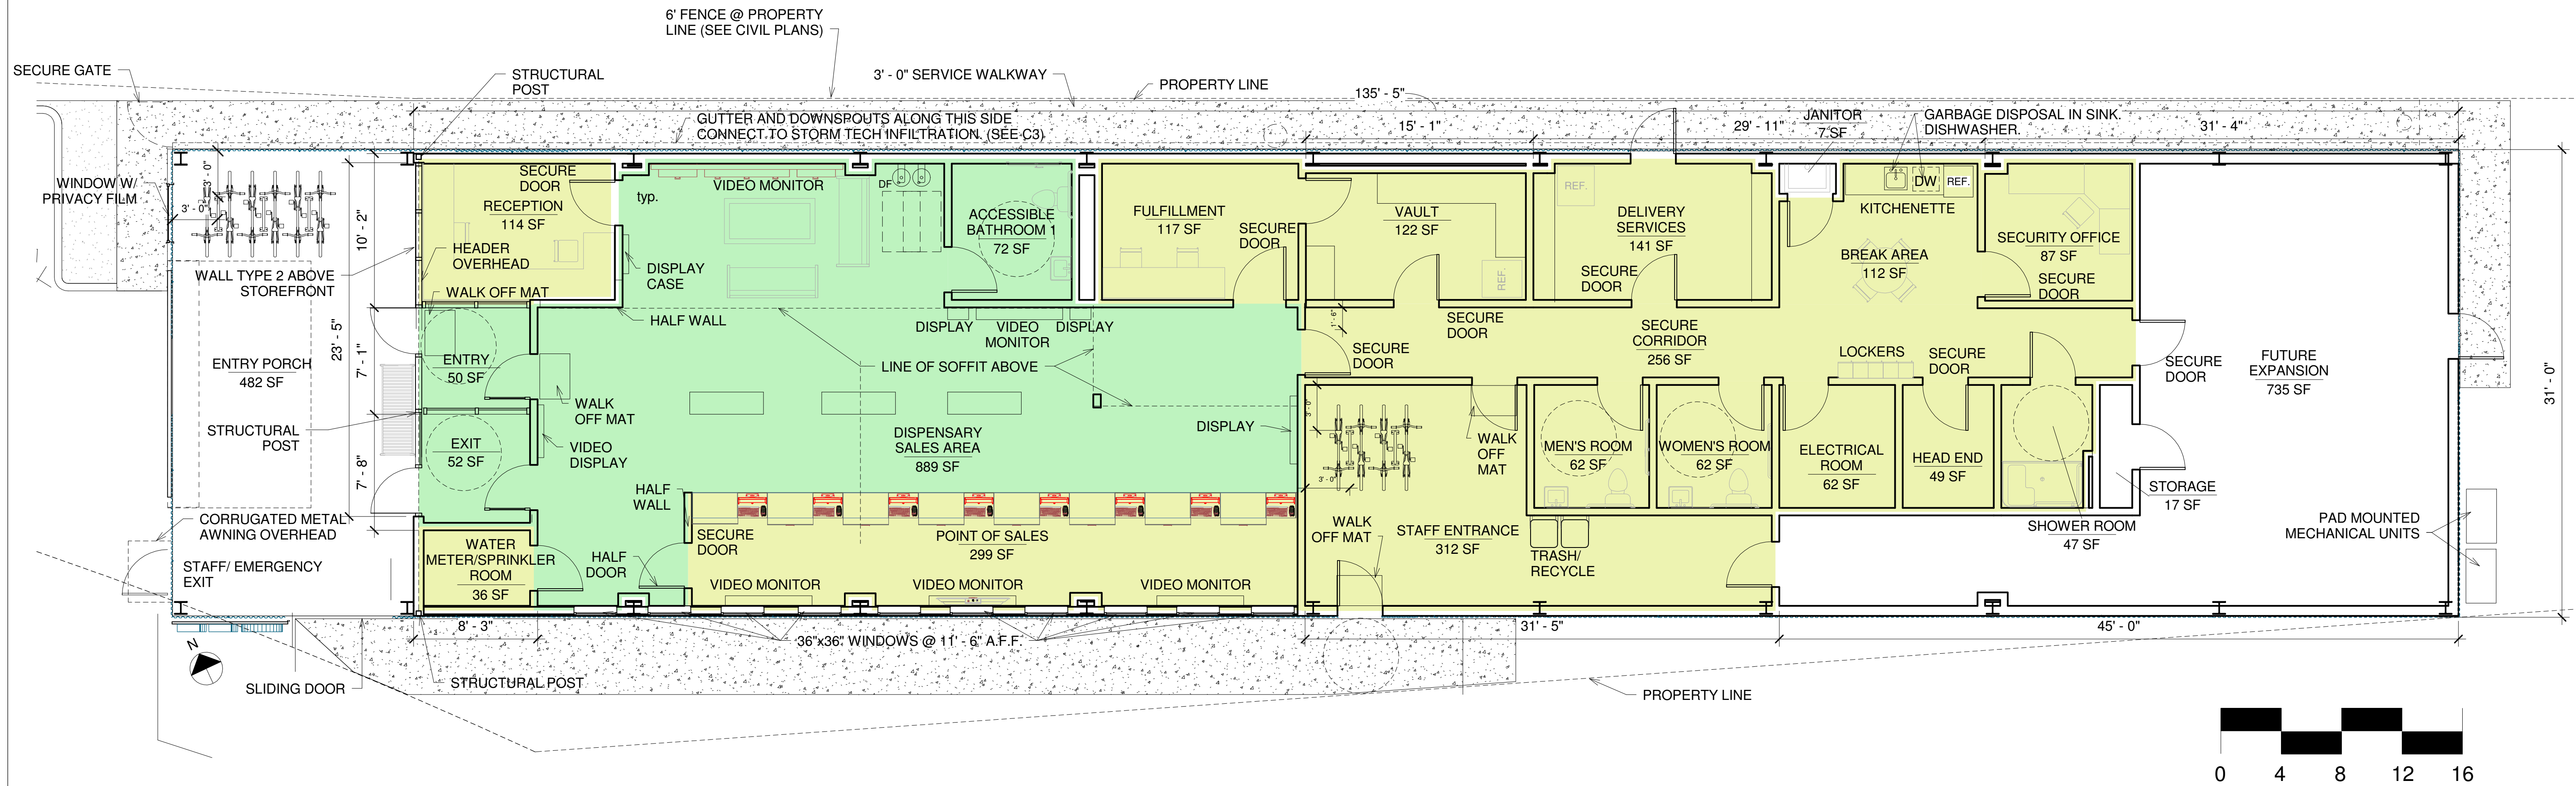 6' FENCE @ PROPERTY
LINE (SEE CIVIL PLANS)
SECURE GATE
STRUCTURAL
POST
3' - 0" SERVICE WALKWAY
PROPERTY LINE
135' - 5"
GUTTER AND DOWNSPOUTS ALONG THIS SIDE
CONNECT TO STORM TECH INFILTRATION. (SEE C3)
15' - 1"
29' - 11"
JANITOR
7 SF
GARBAGE DISPOSAL IN SINK.
DISHWASHER.
31' - 4"
WINDOW W/
PRIVACY FILM
3' - 0"
3' - 0"
10' - 2"
SECURE
DOOR
RECEPTION
114 SF
HEADER
OVERHEAD
typ.
VIDEO MONITOR
DF
DISPLAY
CASE
ACCESSIBLE
BATHROOM 1
72 SF
FULFILLMENT
117 SF
SECURE
DOOR
VAULT
122 SF
REF.
REF.
DELIVERY
SERVICES
141 SF
SECURE
DOOR
DW
REF.
KITCHENETTE
BREAK AREA
112 SF
SECURITY OFFICE
87 SF
SECURE
DOOR
WALL TYPE 2 ABOVE
STOREFRONT
WALK OFF MAT
HALF WALL
DISPLAY
VIDEO
MONITOR
DISPLAY
1' - 6"
SECURE
DOOR
SECURE
DOOR
SECURE
CORRIDOR
256 SF
LOCKERS
SECURE
DOOR
SECURE
DOOR
FUTURE
EXPANSION
735 SF
31' - 0"
ENTRY PORCH
482 SF
23' - 5"
7' - 1"
ENTRY
50 SF
LINE OF SOFFIT ABOVE
WALK
OFF MAT
STRUCTURAL
POST
EXIT
52 SF
VIDEO
DISPLAY
DISPENSARY
SALES AREA
889 SF
DISPLAY
3' - 0"
3' - 0"
WALK
OFF
MAT
MEN'S ROOM
62 SF
WOMEN'S ROOM
62 SF
ELECTRICAL
ROOM
62 SF
HEAD END
49 SF
STORAGE
17 SF
SHOWER ROOM
47 SF
7' - 8"
HALF
WALL
CORRUGATED METAL
AWNING OVERHEAD
STAFF/ EMERGENCY
EXIT
WATER
METER/SPRINKLER
ROOM
36 SF
HALF
DOOR
SECURE
DOOR
POINT OF SALES
299 SF
VIDEO MONITOR
VIDEO MONITOR
VIDEO MONITOR
WALK
OFF MAT
STAFF ENTRANCE
312 SF
TRASH/
RECYCLE
PAD MOUNTED
MECHANICAL UNITS
8' - 3"
36"x36" WINDOWS @ 11' - 6" A.F.F.
31' - 5"
45' - 0"
N
SLIDING DOOR
STRUCTURAL POST
PROPERTY LINE
0 4 8 12 16